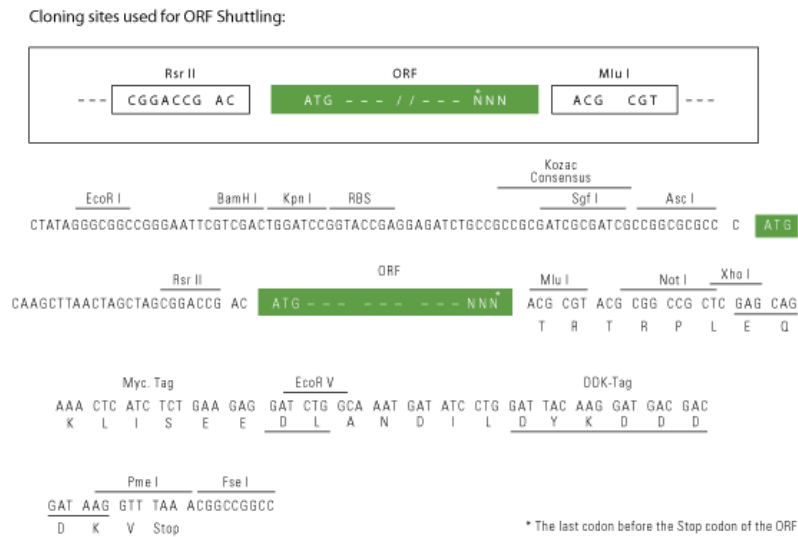 Cloning sites used for ORF Shuttling:
Rsr II ORF Mlu I
--- CGGACCG AC ATG --- // --- N*NN ACG CGT ---
Kozac
Consensus
EcoR I BamH I Kpn I RBS Sgf I Asc I
CTATAGGGCGGCCGGGAATTCGTCGACTGGATCCGGTACCGAGGAGATCTGCCGCCGCGATCGCGATCGCCGGCGCGCC C ATG
Rsr II ORF Mlu I Not I Xho I
CAAGCTTAACTAGCTAGCGGACCG AC ATG --- --- --- NNN* ACG CGT ACG CGG CCG CTC GAG CAG
T R T R P L E Q
Myc. Tag EcoR V DDK-Tag
AAA CTC ATC TCT GAA GAG GAT CTG GCA AAT GAT ATC CTG GAT TAC AAG GAT GAC GAC
K L I S E E D L A N D I L D Y K D D D
Pme I Fse I
GAT AAG GTT TAA ACGGCCGGCC
D K V Stop
* The last codon before the Stop codon of the ORF